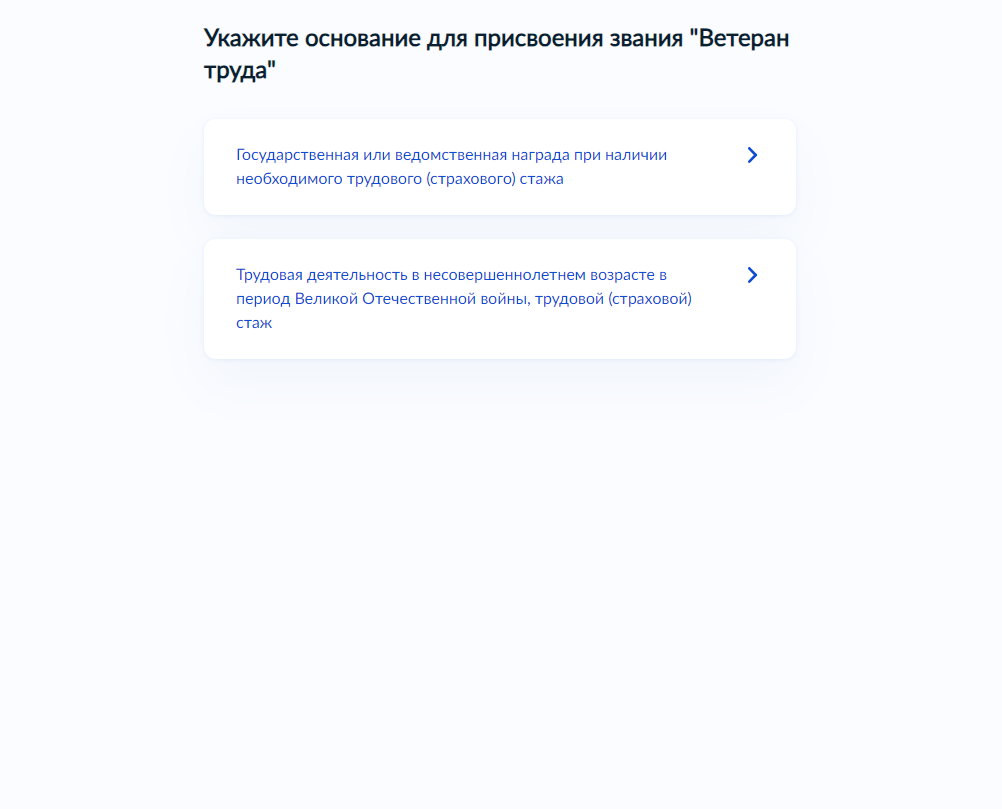 Укажите основание для присвоения звания "Ветеран
труда"
Государственная или ведомственная награда при наличии
необходимого трудового (страхового) стажа
Трудовая деятельность в несовершеннолетнем возрасте в
период Великой Отечественной войны, трудовой (страховой)
стаж